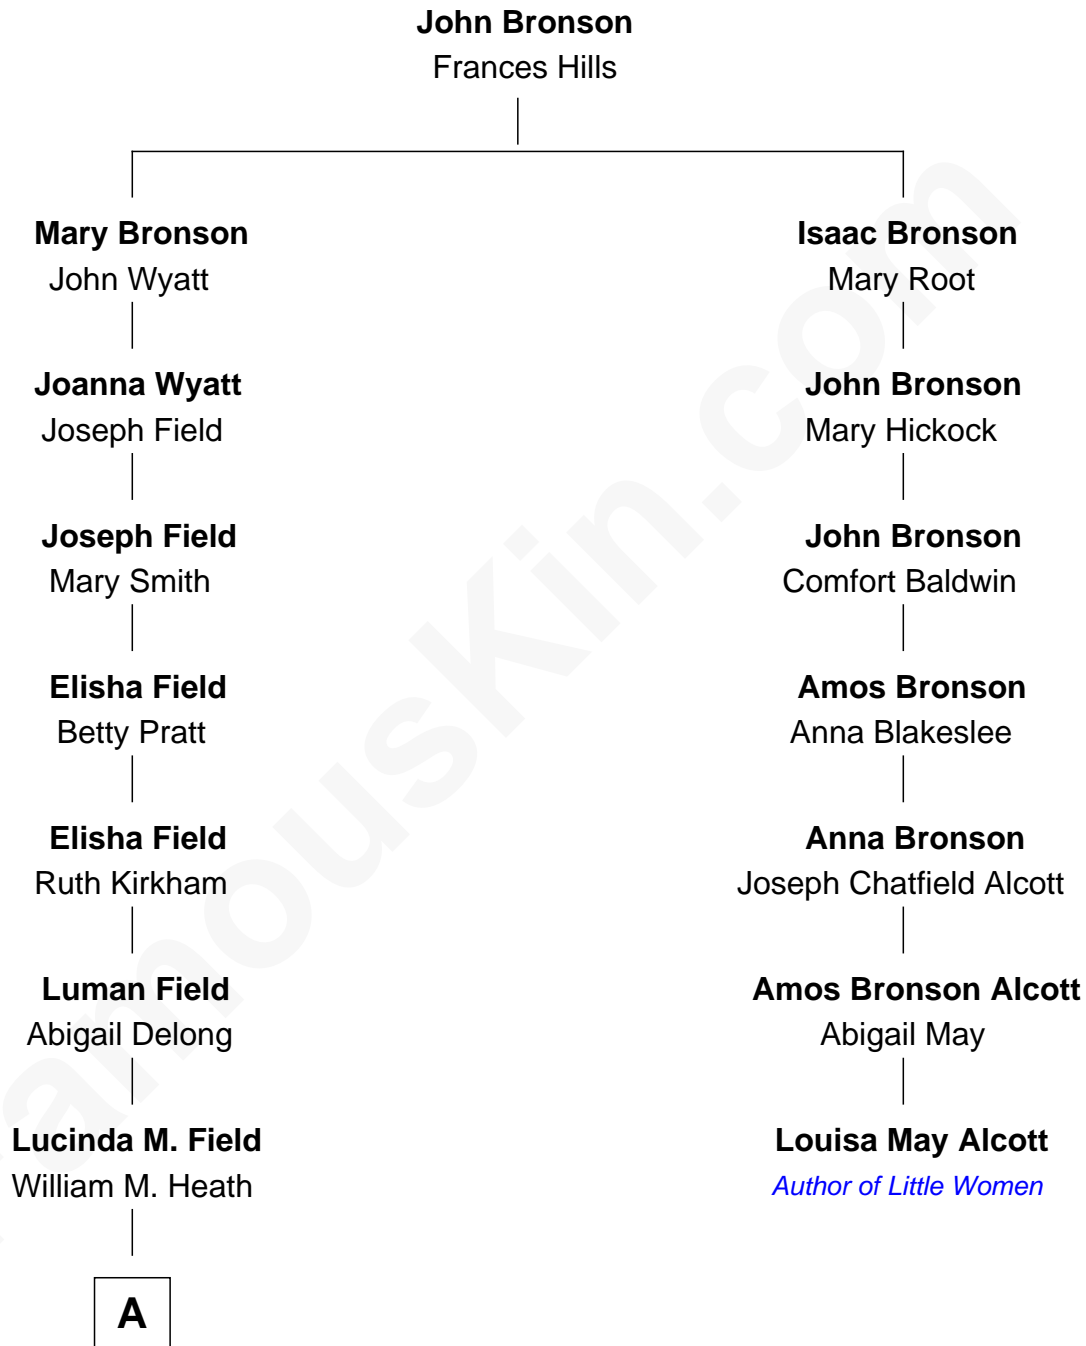 John Bronson
Frances Hills
Mary Bronson
John Wyatt
Isaac Bronson
Mary Root
Joanna Wyatt
Joseph Field
John Bronson
Mary Hickock
Joseph Field
Mary Smith
John Bronson
Comfort Baldwin
Elisha Field
Betty Pratt
Amos Bronson
Anna Blakeslee
Elisha Field
Ruth Kirkham
Anna Bronson
Joseph Chatfield Alcott
Luman Field
Abigail Delong
Amos Bronson Alcott
Abigail May
Lucinda M. Field
William M. Heath
Louisa May Alcott
Author of Little Women
A
FamousKin.com